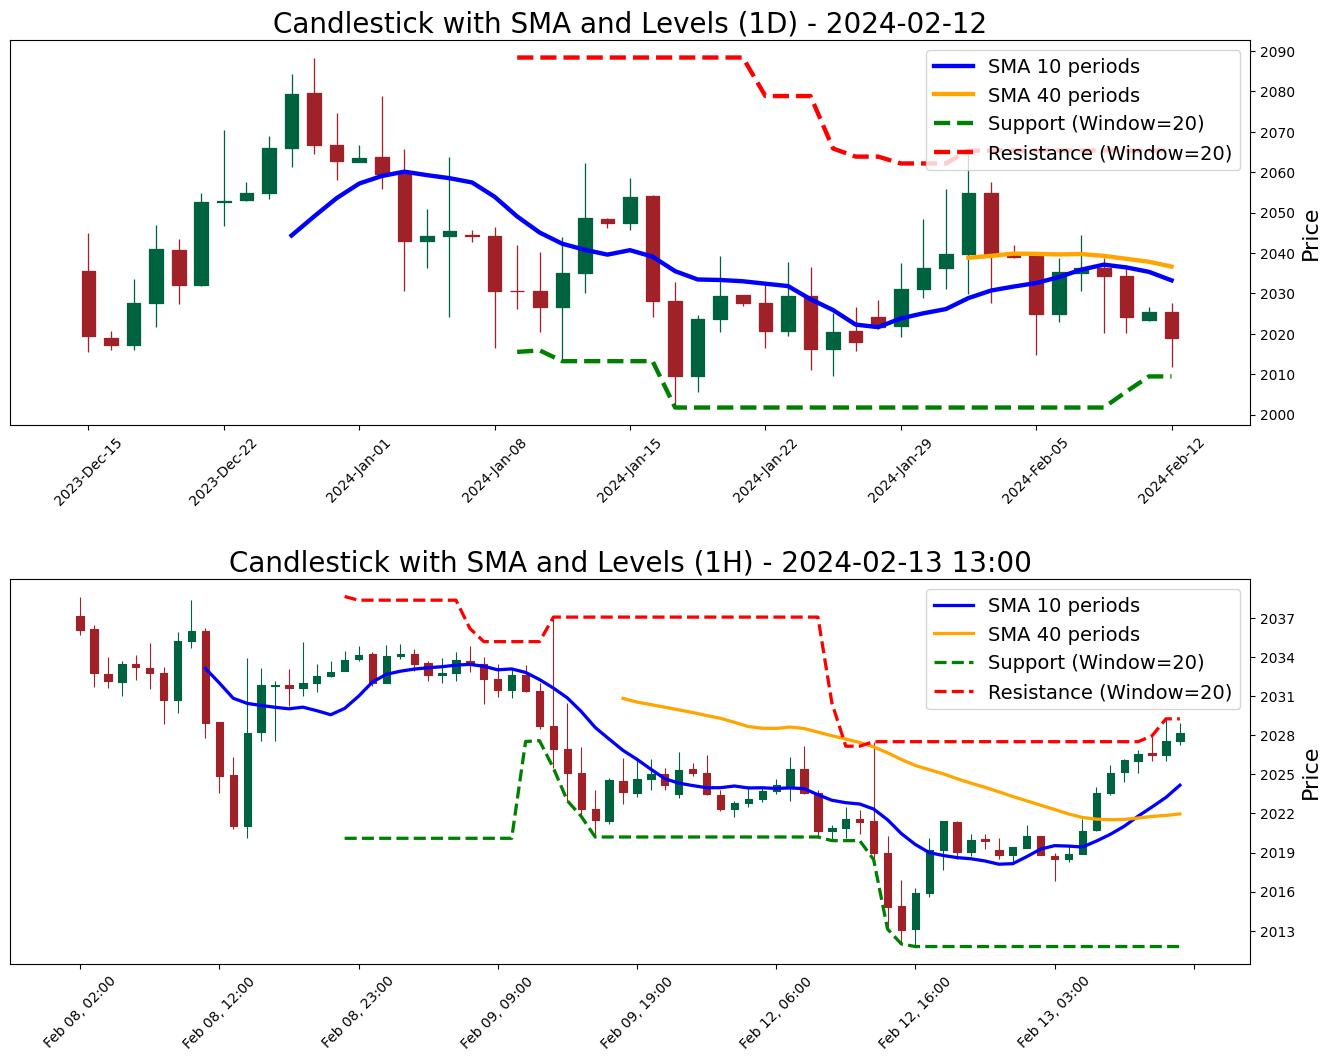 Candlestick with SMA and Levels (1D) - 2024-02-12
SMA 10 periods
SMA 40 periods
Support (Window=20)
Resistance (Window=20)
2090
2080
2070
2060
2050
2040
2030
2020
2010
2000
Price
2023-Dec-15
2023-Dec-22
2024-Jan-01
2024-Jan-08
2024-Jan-15
2024-Jan-22
2024-Jan-29
2024-Feb-05
2024-Feb-12
Candlestick with SMA and Levels (1H) - 2024-02-13 13:00
SMA 10 periods
SMA 40 periods
Support (Window=20)
Resistance (Window=20)
2037
2034
2031
2028
2025
2022
2019
2016
2013
Price
Feb 08, 02:00
Feb 08, 12:00
Feb 08, 23:00
Feb 09, 09:00
Feb 09, 19:00
Feb 12, 06:00
Feb 12, 16:00
Feb 13, 03:00